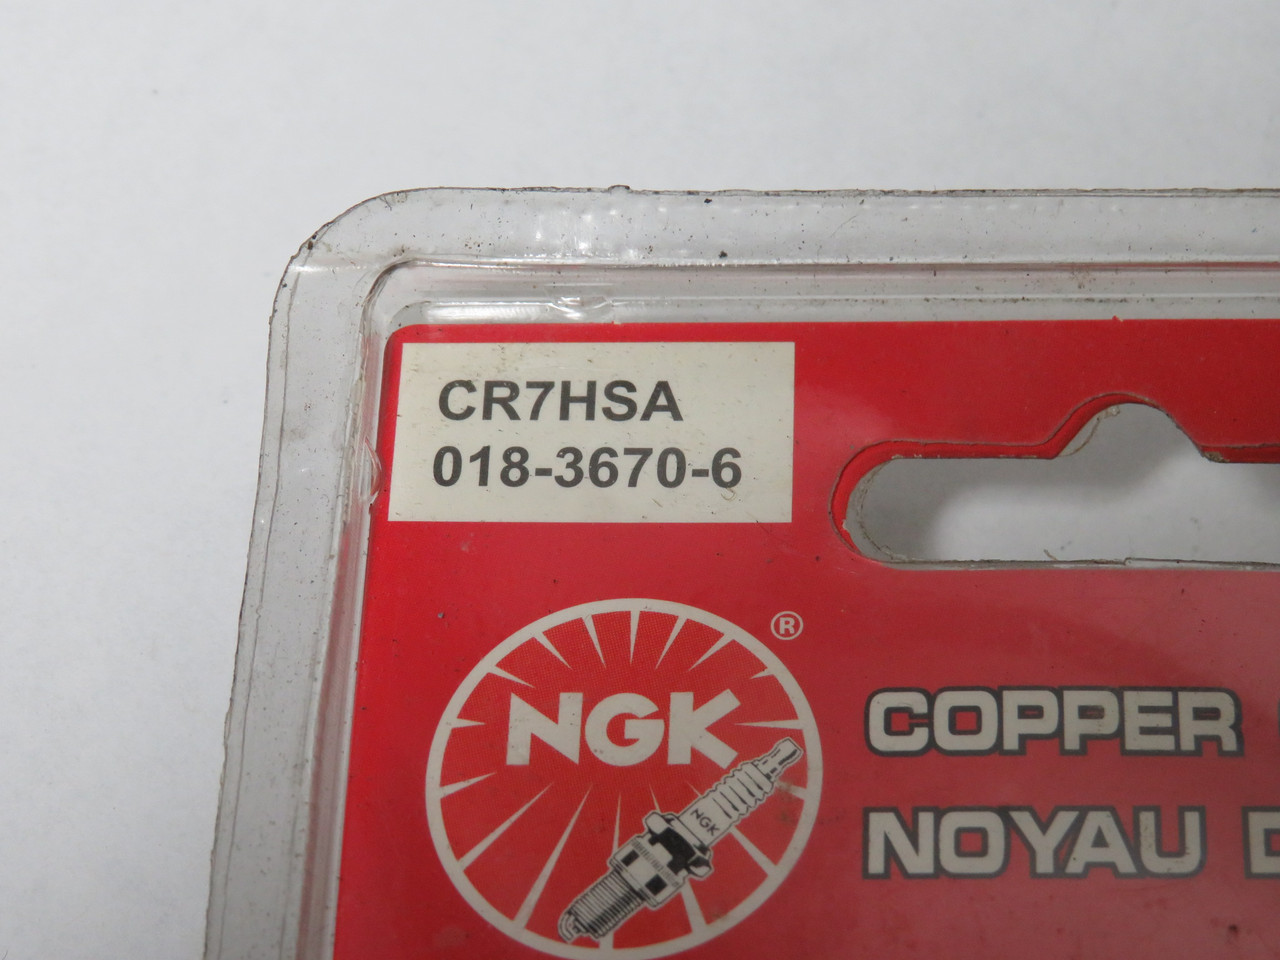 CR7HSA
018-3670-6
®
NGK
NGK
COPPER
NOYAU D